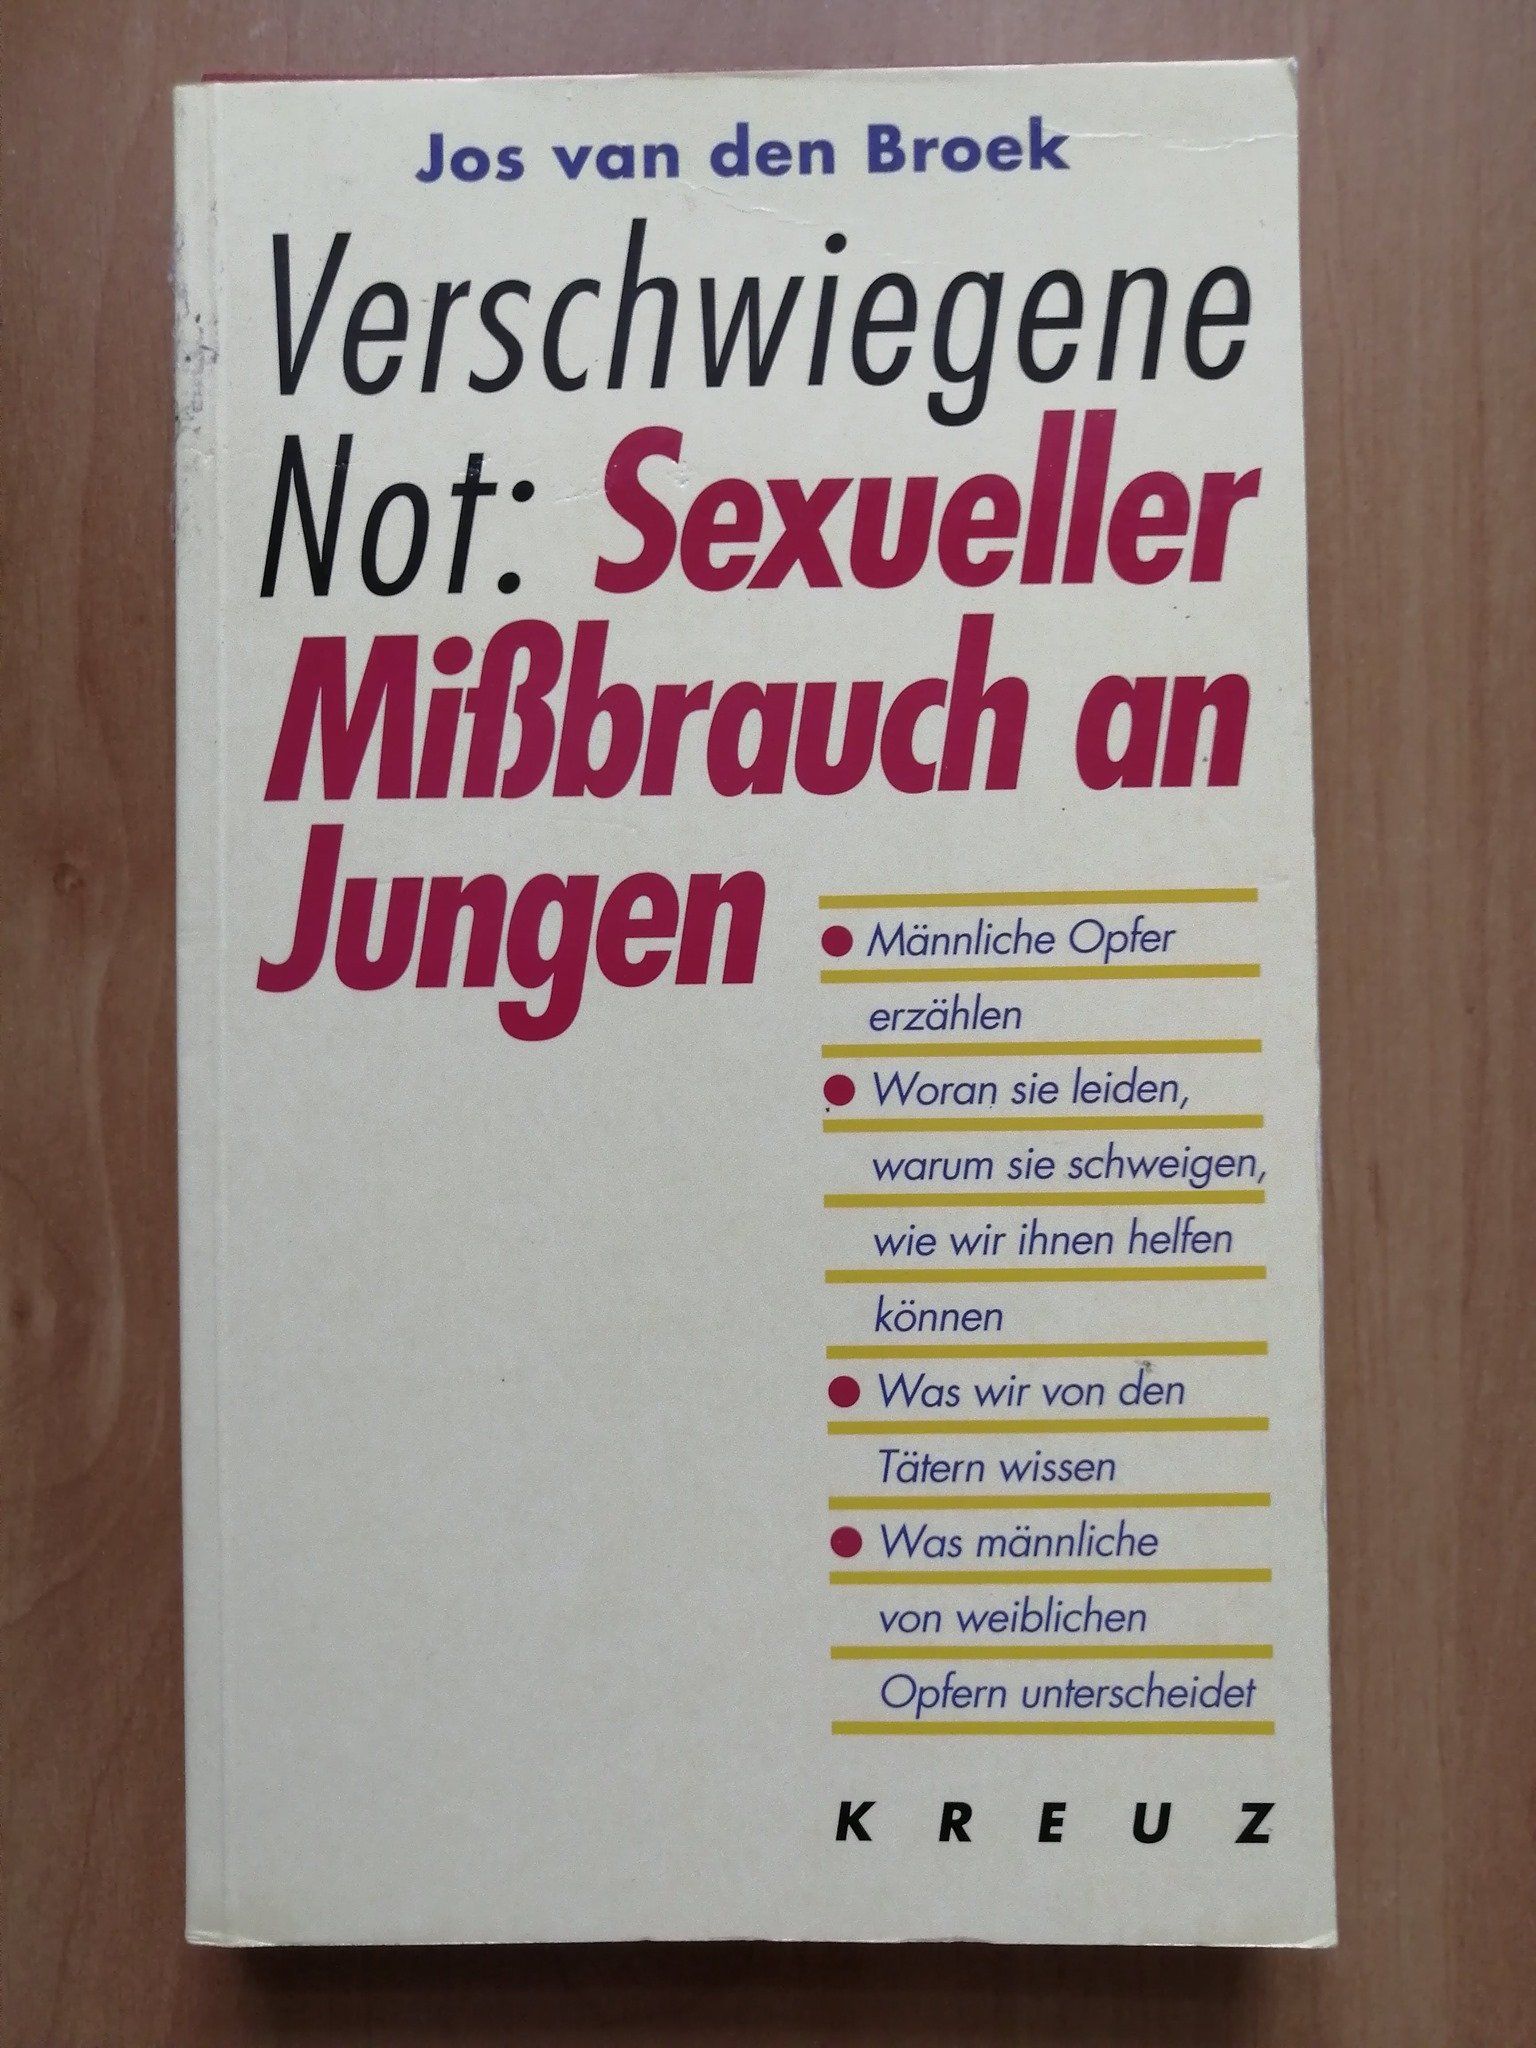 Jos van den Broek
Verschwiegene
Not: Sexueller
Mißbrauch an
Jungen
● Männliche Opfer
erzählen
● Woran sie leiden,
warum sie schweigen,
wie wir ihnen helfen
können
● Was wir von den
Tätern wissen
● Was männliche
von weiblichen
Opfern unterscheidet
KREUZ